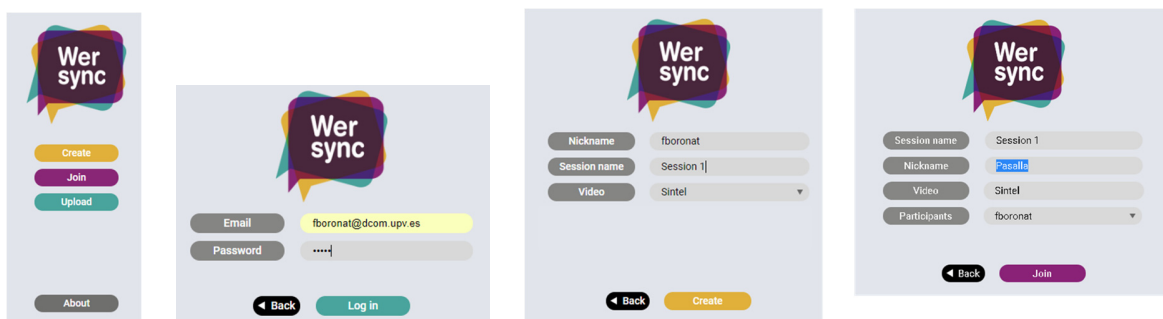 Wer
sync
Create
Join
Upload
About
Wer
sync
Email fboronat@dcom.upv.es
Password •••••
◄ Back Log in
Wer
sync
Nickname fboronat
Session name Session 1
Video Sintel ▼
◄ Back Create
Wer
sync
Session name Session 1
Nickname Pasalla
Video Sintel
Participants fboronat ▼
◄ Back Join